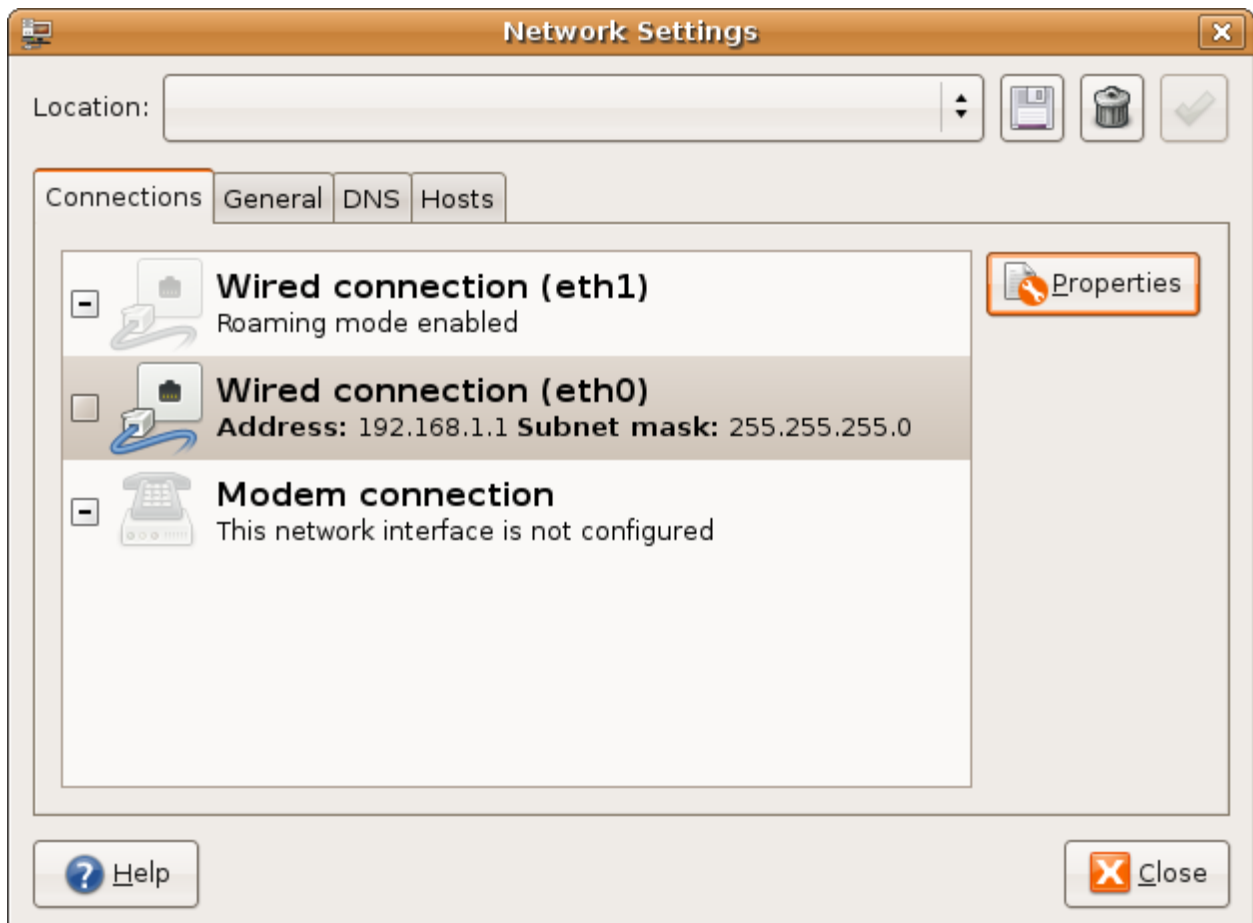 Network Settings
Location:
Connections General DNS Hosts
Wired connection (eth1)
Roaming mode enabled
Properties
Wired connection (eth0)
Address: 192.168.1.1 Subnet mask: 255.255.255.0
Modem connection
This network interface is not configured
Help
Close